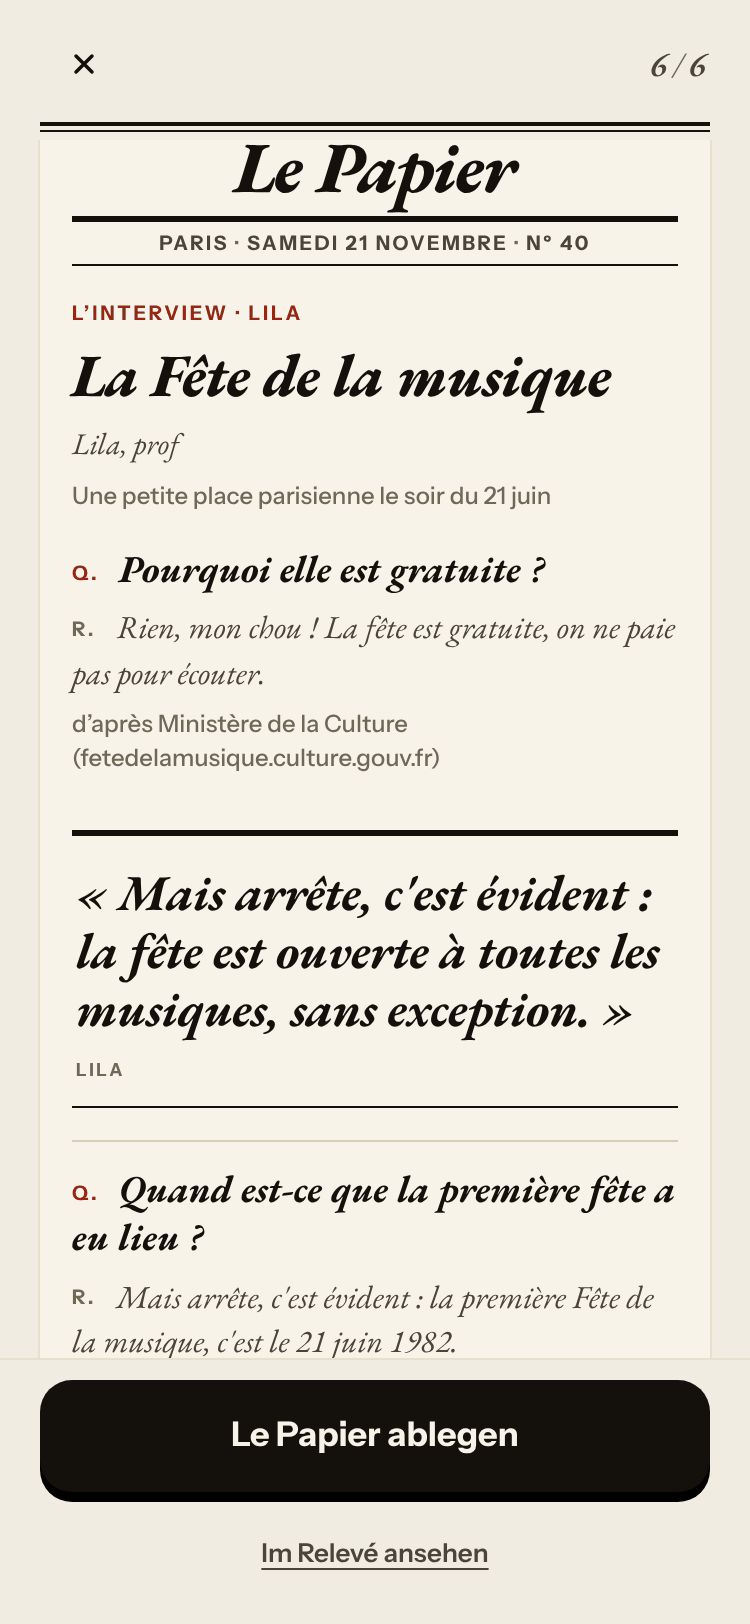 6/6
Le Papier
PARIS · SAMEDI 21 NOVEMBRE · N° 40
L’INTERVIEW · LILA
La Fête de la musique
Lila, prof
Une petite place parisienne le soir du 21 juin
Q. Pourquoi elle est gratuite ?
R. Rien, mon chou ! La fête est gratuite, on ne paie
pas pour écouter.
d’après Ministère de la Culture
(fetedelamusique.culture.gouv.fr)
« Mais arrête, c'est évident :
la fête est ouverte à toutes les
musiques, sans exception. »
LILA
Q. Quand est-ce que la première fête a
eu lieu ?
R. Mais arrête, c'est évident : la première Fête de
la musique, c'est le 21 juin 1982.
Le Papier ablegen
Im Relevé ansehen